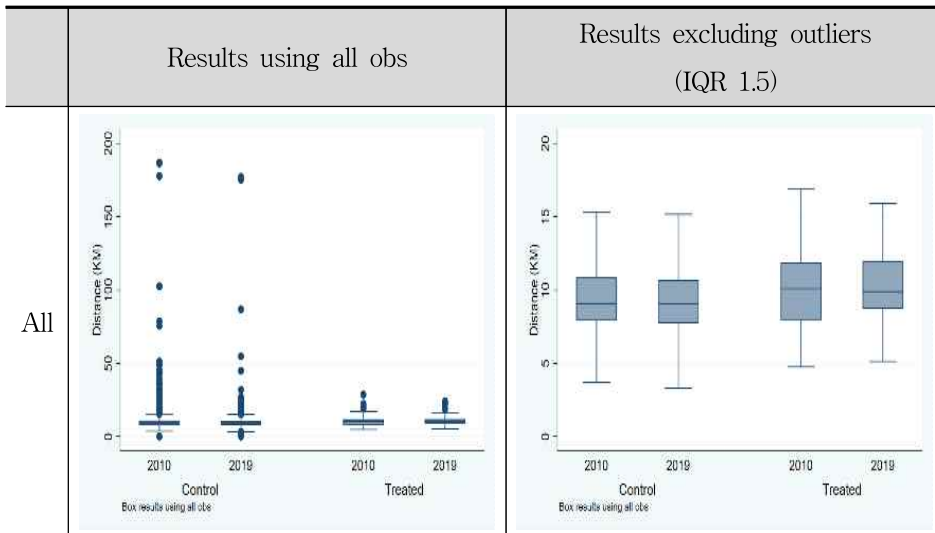 Results using all obs
Results excluding outliers
(IQR 1.5)
All
Distance (KM)
200
150
100
50
0
2010
2019
2010
2019
Control
Treated
Box results using all obs
Distance (KM)
20
15
10
5
0
2010
2019
2010
2019
Control
Treated
Box results using all obs